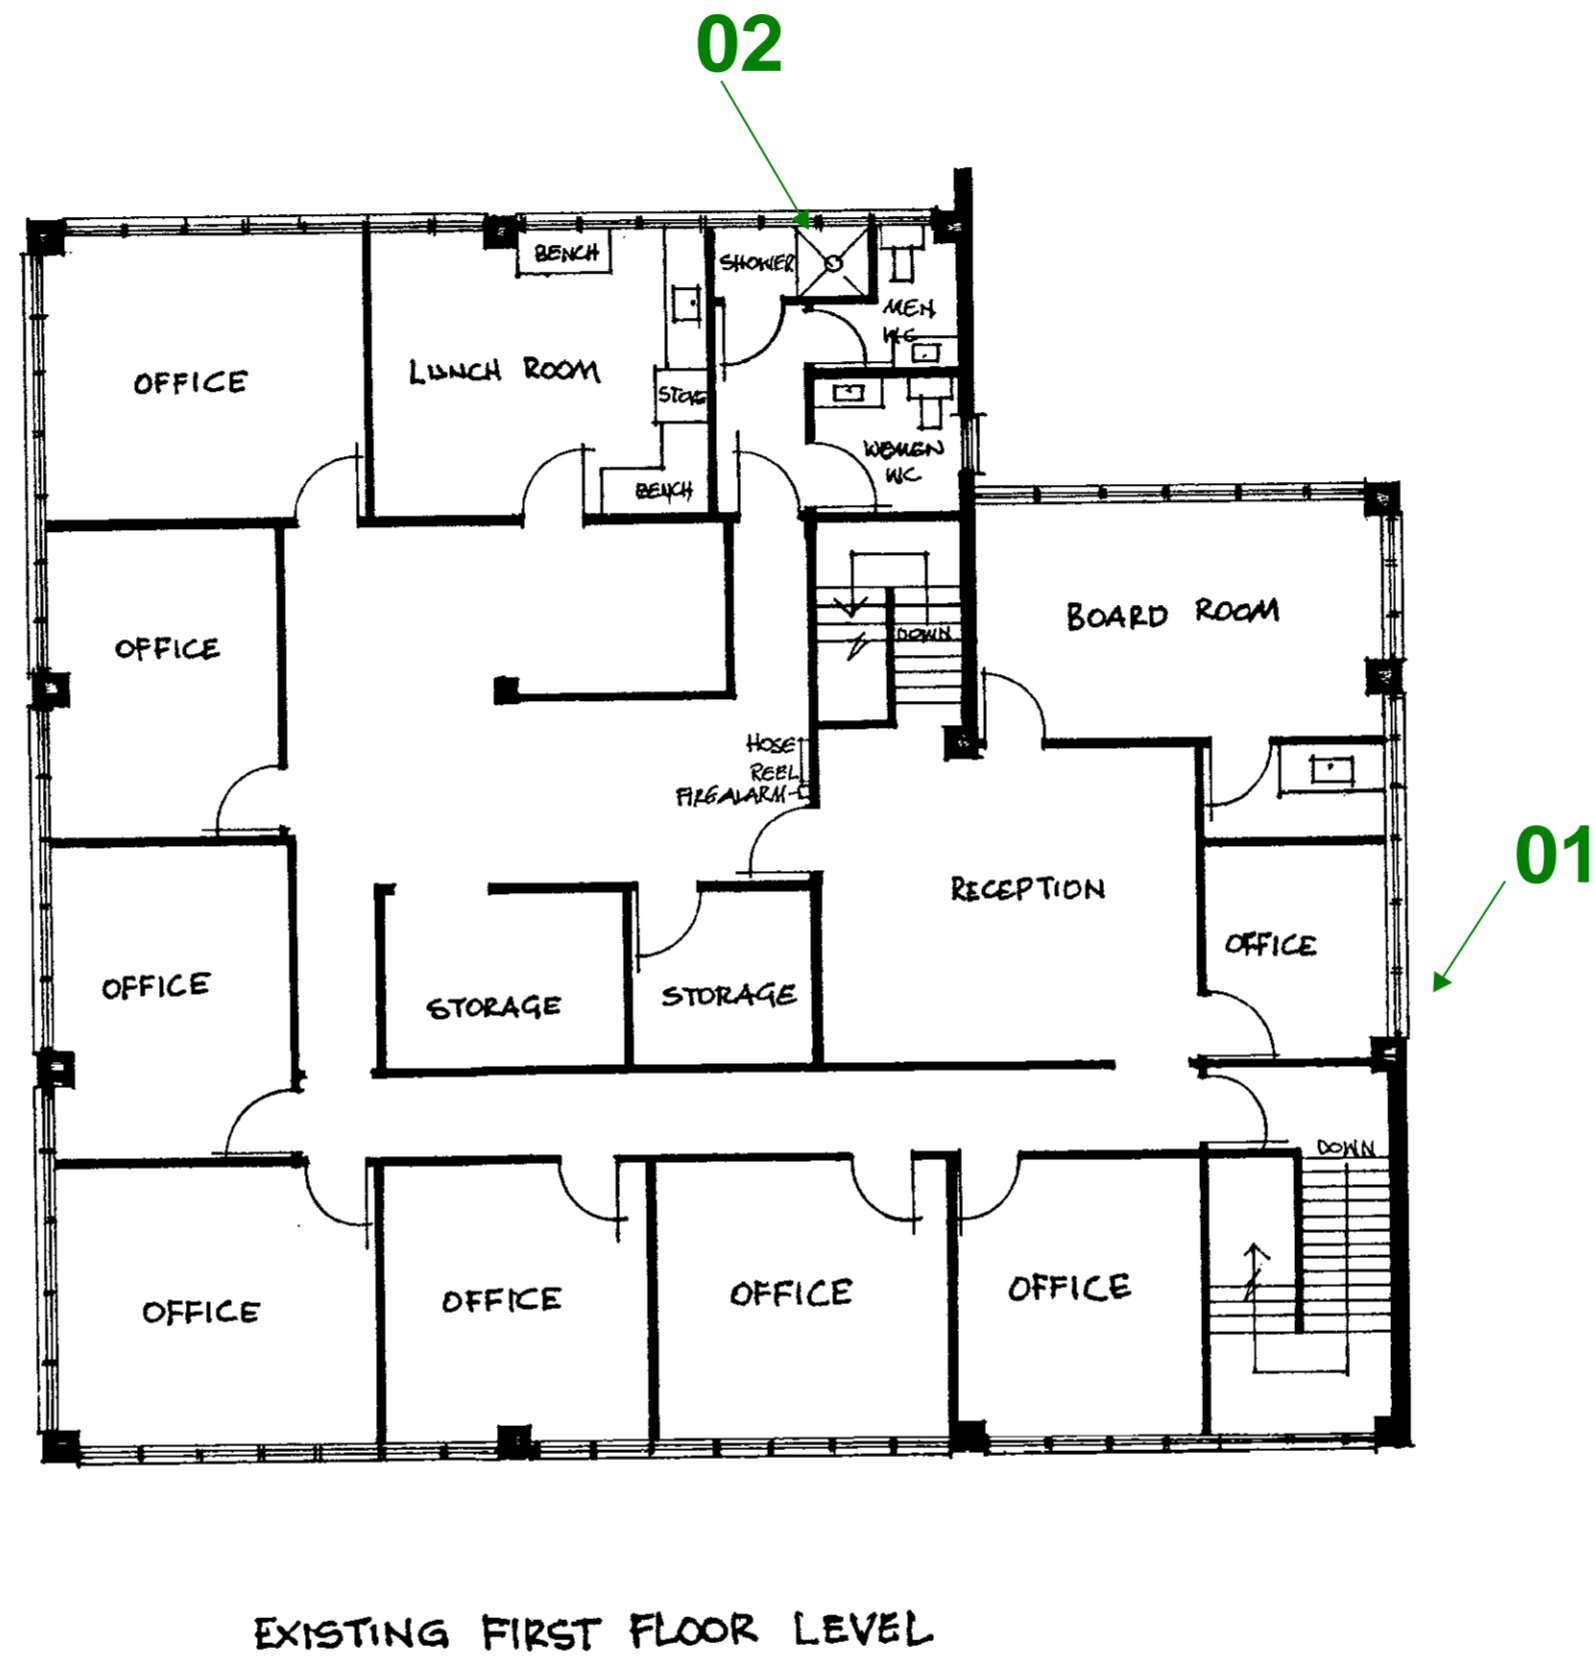 02
BENCH
SHOWER
MEN
WC
OFFICE
LUNCH ROOM
STOVE
WOMEN
WC
BENCH
BOARD ROOM
DOWN
OFFICE
HOSE
REEL
FIRE ALARM
01
RECEPTION
OFFICE
OFFICE
STORAGE
STORAGE
DOWN
OFFICE
OFFICE
OFFICE
OFFICE
EXISTING FIRST FLOOR LEVEL